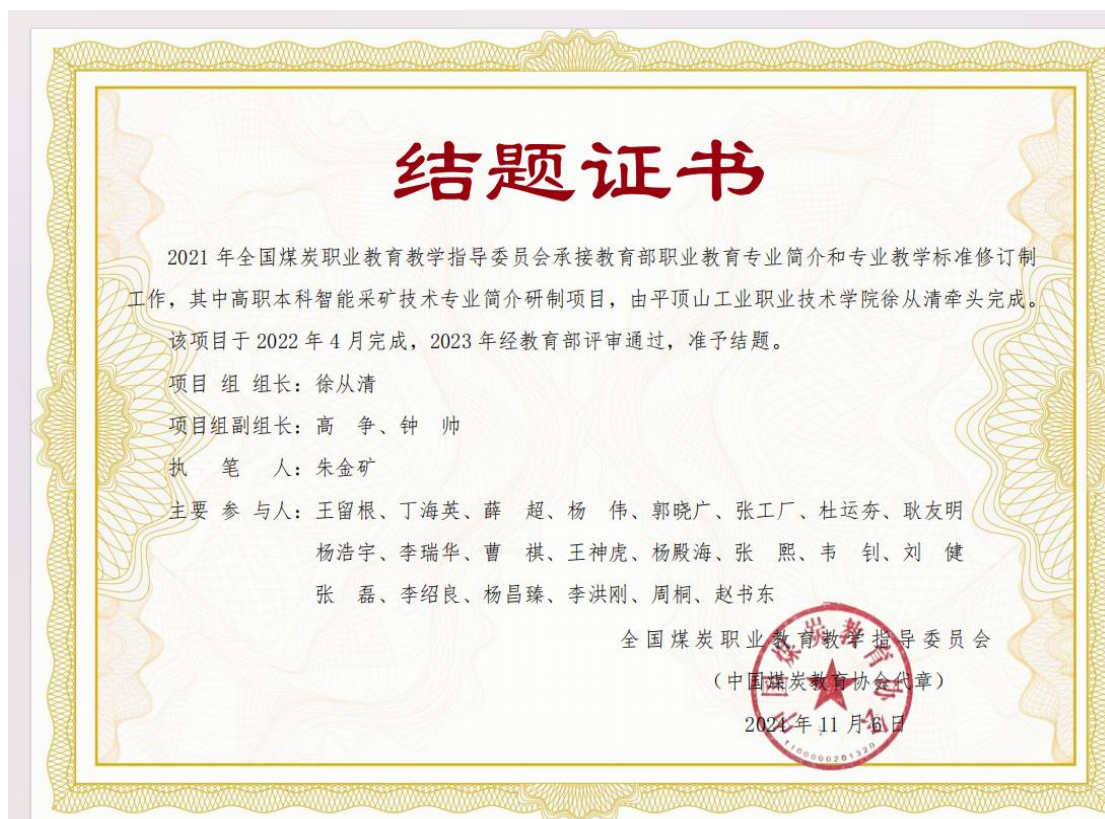 结题证书
2021 年全国煤炭职业教育教学指导委员会承接教育部职业教育专业简介和专业教学标准修订制
工作，其中高职本科智能采矿技术专业简介研制项目，由平顶山工业职业技术学院徐从清牵头完成。
该项目于 2022 年 4 月完成，2023 年经教育部评审通过，准予结题。
项目 组 组长：徐从清
项目组副组长：高 争、钟 帅
执 笔 人：朱金矿
主要 参 与人：王留根、丁海英、薛 超、杨 伟、郭晓广、张工厂、杜运夯、耿友明
杨浩宇、李瑞华、曹 祺、王神虎、杨殿海、张 熙、韦 钊、刘 健
张 磊、李绍良、杨昌臻、李洪刚、周桐、赵书东
全国煤炭职业教育教学指导委员会
（中国煤炭教育协会代章）
2024 年 11 月 6 日
中国煤炭教育协会
1100000201320